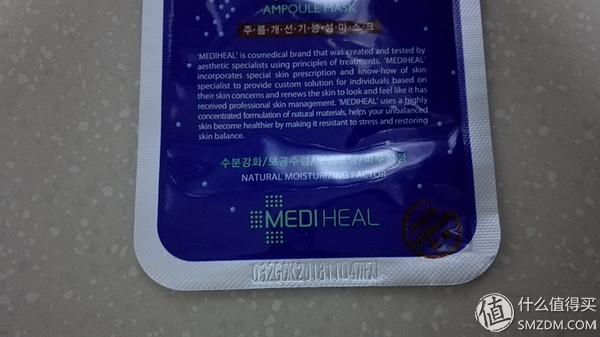 AMPOULE MASK
주·름·개·선·기·능·성·마·스·크
'MEDIHEAL' is cosmedical brand that was created and tested by
aesthetic specialists using principles of treatments. 'MEDIHEAL'
incorporates special skin prescription and know-how of skin
specialist to provide custom solution for individuals based on
their skin concerns and renews the skin to look and feel like it has
received professional skin management. 'MEDIHEAL' uses a highly
concentrated formulation of natural materials, helps your unbalanced
skin become healthier by making it resistant to stress and restoring
skin balance.
수분강화/모공수렴/
NATURAL MOISTURIZING FACTOR
MEDIHEAL
值 什么值得买
SMZDM.COM